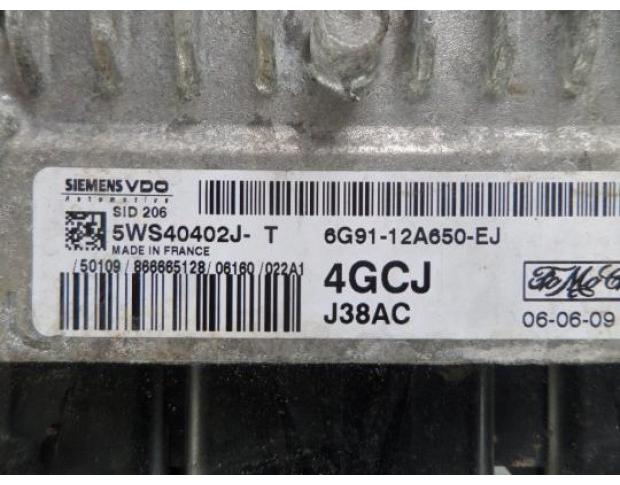 SIEMENS VDO
Automotive
SID 206
5WS40402J- T
6G91-12A650-EJ
MADE IN FRANCE
/50109 / 866665128/06160 /022A1
4GCJ
J38AC
FoMoCo
06-06-09